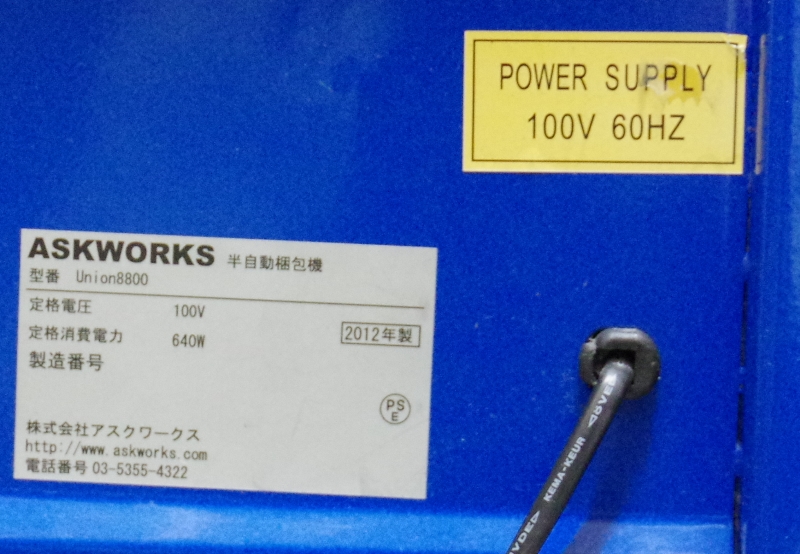 POWER SUPPLY
100V 60HZ
ASKWORKS 半自動梱包機
型番 Union8800
定格電圧 100V
定格消費電力 640W
2012年製
製造番号
PS
E
株式会社アスクワークス
http://www.askworks.com
電話番号 03-5355-4322
KEMA-KEUR ◁DVE
VDE▷